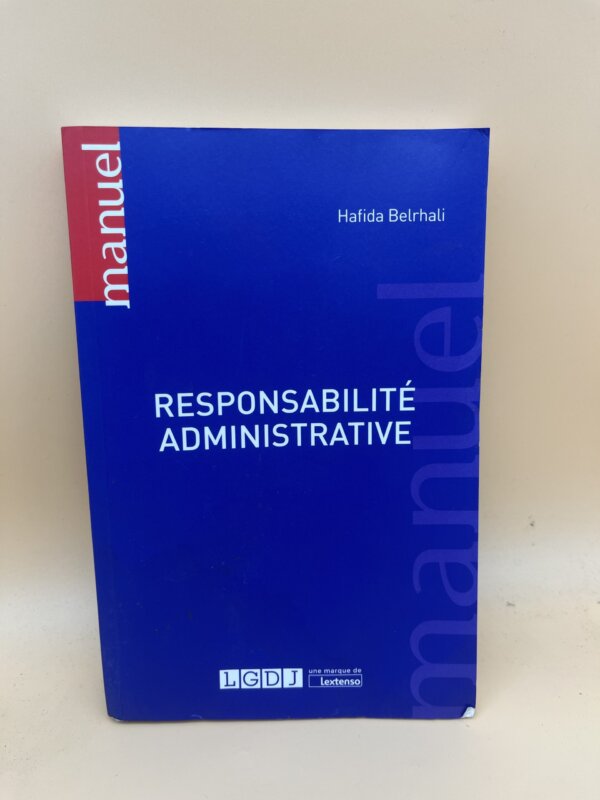 manuel
Hafida Belrhali
RESPONSABILITÉ
ADMINISTRATIVE
manuel
LGDJ
une marque de
Lextenso